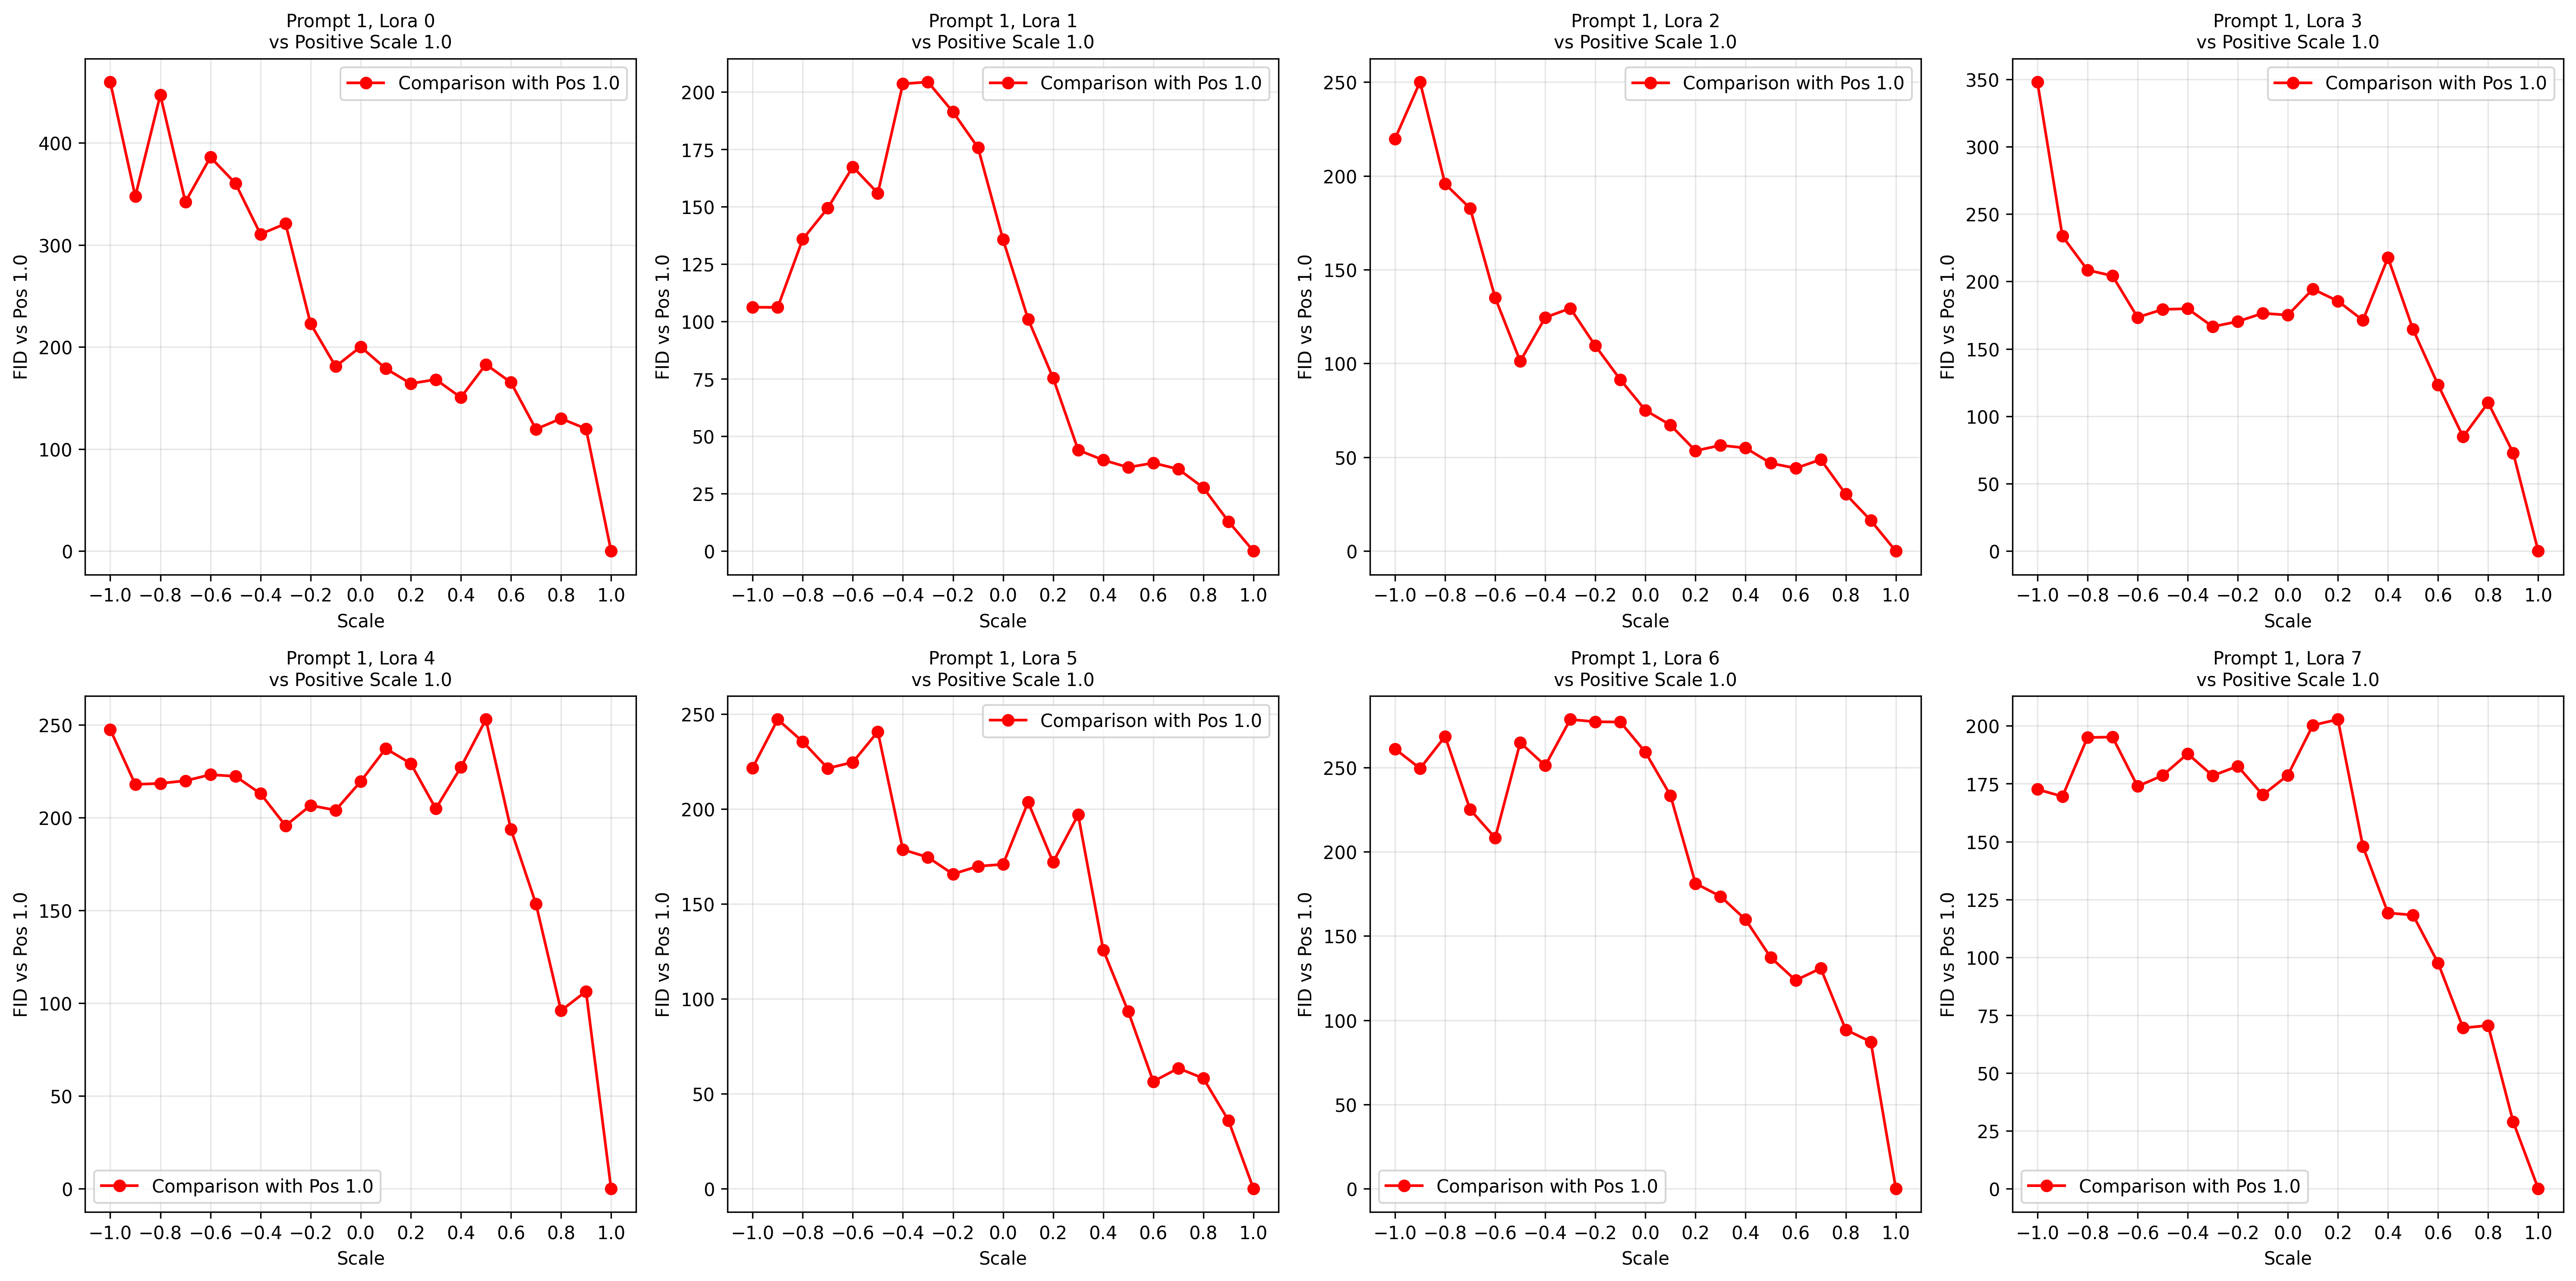 Prompt 1, Lora 0
vs Positive Scale 1.0
Comparison with Pos 1.0
FID vs Pos 1.0
400
300
200
100
0
−1.0 −0.8 −0.6 −0.4 −0.2 0.0 0.2 0.4 0.6 0.8 1.0
Scale
Prompt 1, Lora 1
vs Positive Scale 1.0
Comparison with Pos 1.0
FID vs Pos 1.0
200
175
150
125
100
75
50
25
0
−1.0 −0.8 −0.6 −0.4 −0.2 0.0 0.2 0.4 0.6 0.8 1.0
Scale
Prompt 1, Lora 2
vs Positive Scale 1.0
Comparison with Pos 1.0
FID vs Pos 1.0
250
200
150
100
50
0
−1.0 −0.8 −0.6 −0.4 −0.2 0.0 0.2 0.4 0.6 0.8 1.0
Scale
Prompt 1, Lora 3
vs Positive Scale 1.0
Comparison with Pos 1.0
FID vs Pos 1.0
350
300
250
200
150
100
50
0
−1.0 −0.8 −0.6 −0.4 −0.2 0.0 0.2 0.4 0.6 0.8 1.0
Scale
Prompt 1, Lora 4
vs Positive Scale 1.0
FID vs Pos 1.0
250
200
150
100
50
0
Comparison with Pos 1.0
−1.0 −0.8 −0.6 −0.4 −0.2 0.0 0.2 0.4 0.6 0.8 1.0
Scale
Prompt 1, Lora 5
vs Positive Scale 1.0
Comparison with Pos 1.0
FID vs Pos 1.0
250
200
150
100
50
0
−1.0 −0.8 −0.6 −0.4 −0.2 0.0 0.2 0.4 0.6 0.8 1.0
Scale
Prompt 1, Lora 6
vs Positive Scale 1.0
FID vs Pos 1.0
250
200
150
100
50
0
Comparison with Pos 1.0
−1.0 −0.8 −0.6 −0.4 −0.2 0.0 0.2 0.4 0.6 0.8 1.0
Scale
Prompt 1, Lora 7
vs Positive Scale 1.0
FID vs Pos 1.0
200
175
150
125
100
75
50
25
0
Comparison with Pos 1.0
−1.0 −0.8 −0.6 −0.4 −0.2 0.0 0.2 0.4 0.6 0.8 1.0
Scale